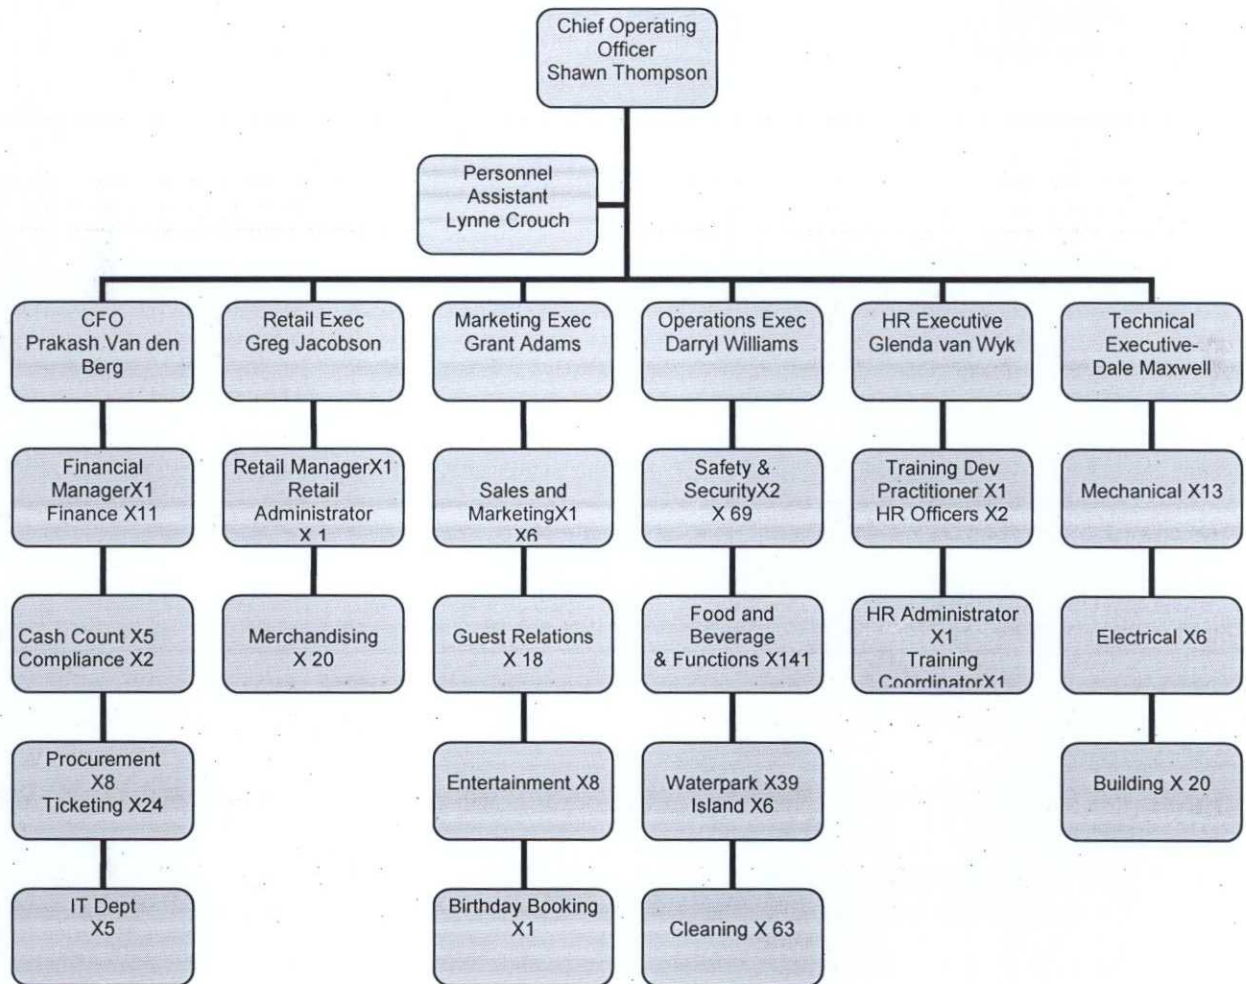 Chief Operating
Officer
Shawn Thompson
Personnel
Assistant
Lynne Crouch
CFO
Prakash Van den
Berg
Retail Exec
Greg Jacobson
Marketing Exec
Grant Adams
Operations Exec
Darryl Williams
HR Executive
Glenda van Wyk
Technical
Executive-
Dale Maxwell
Financial
ManagerX1
Finance X11
Retail ManagerX1
Retail
Administrator
X 1
Sales and
MarketingX1
X6
Safety &
SecurityX2
X 69
Training Dev
Practitioner X1
HR Officers X2
Mechanical X13
Cash Count X5
Compliance X2
Merchandising
X 20
Guest Relations
X 18
Food and
Beverage
& Functions X141
HR Administrator
X1
Training
CoordinatorX1
Electrical X6
Procurement
X8
Ticketing X24
Entertainment X8
Waterpark X39
Island X6
Building X 20
IT Dept
X5
Birthday Booking
X1
Cleaning X 63